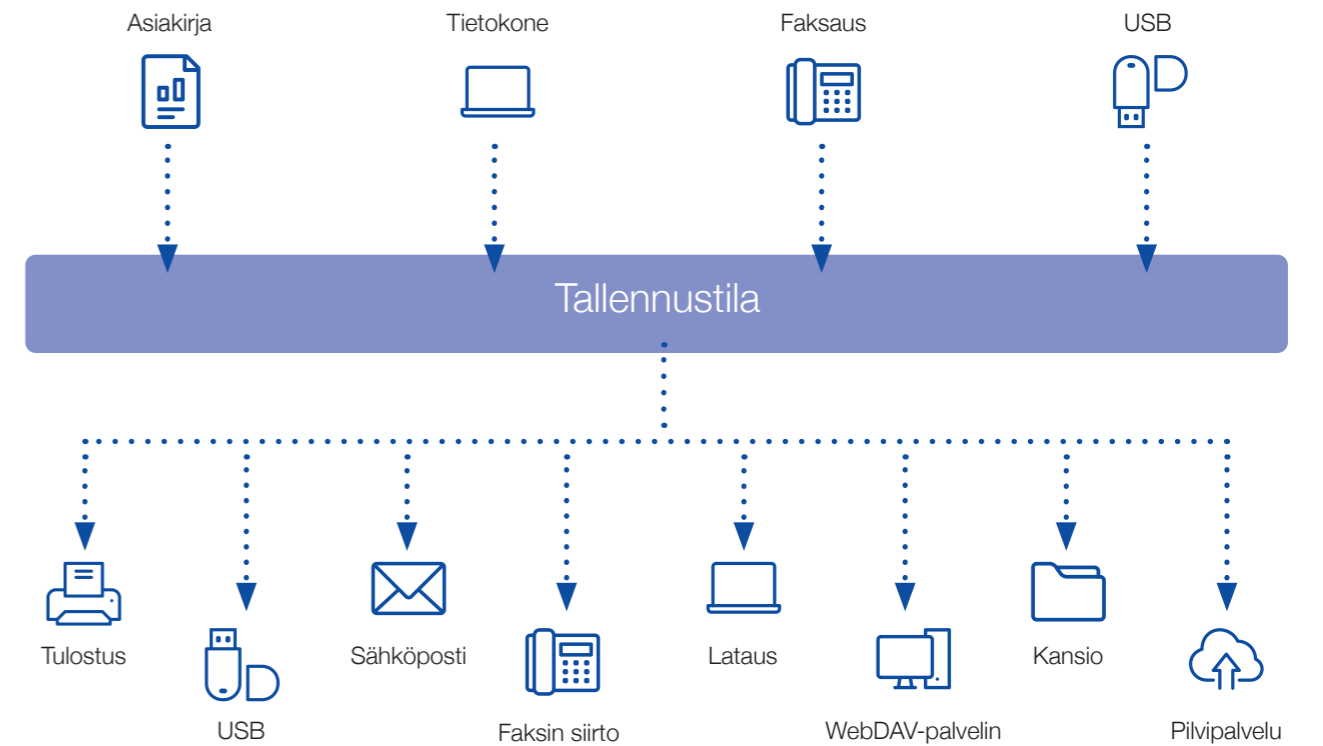 Asiakirja
Tietokone
Faksaus
USB
Tallennustila
Tulostus
USB
Sähköposti
Faksin siirto
Lataus
WebDAV-palvelin
Kansio
Pilvipalvelu